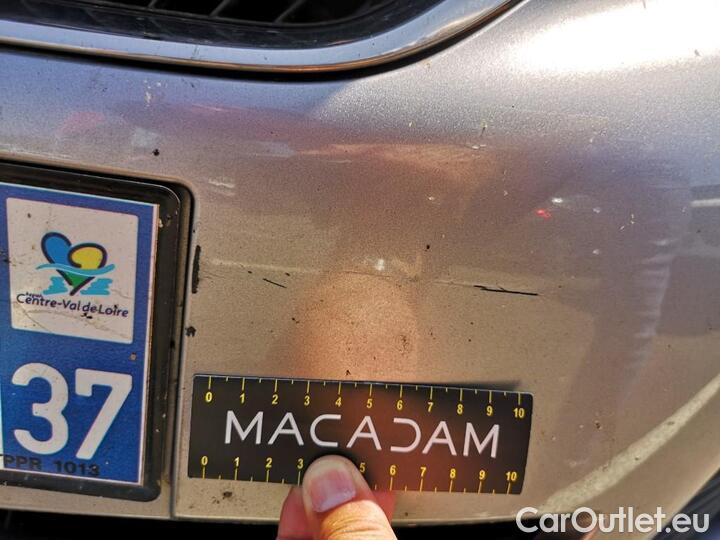 Région
Centre-Val de Loire
37
PPR 1013
0 1 2 3 4 5 6 7 8 9 10
MACADAM
0 1 2 3 5 6 7 8 9 10
CarOutlet.eu